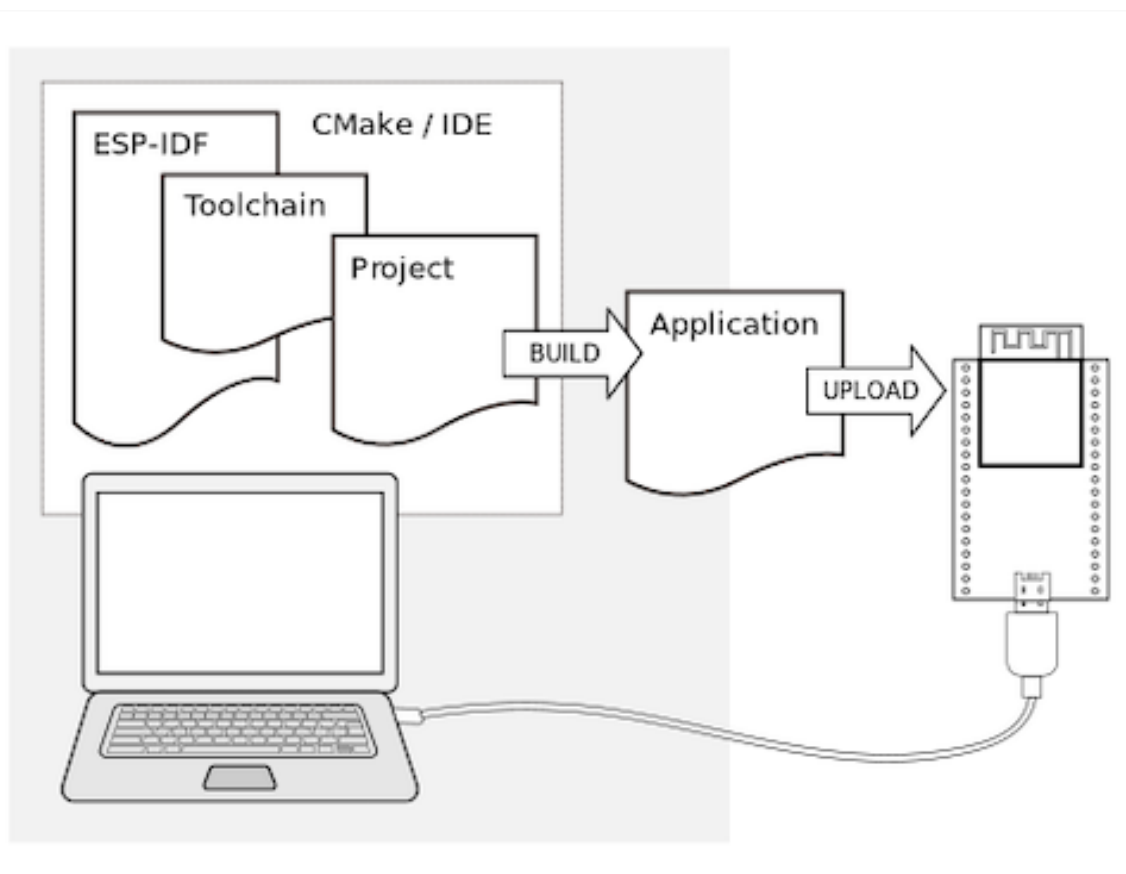 CMake / IDE
ESP-IDF
Toolchain
Project
BUILD
Application
UPLOAD